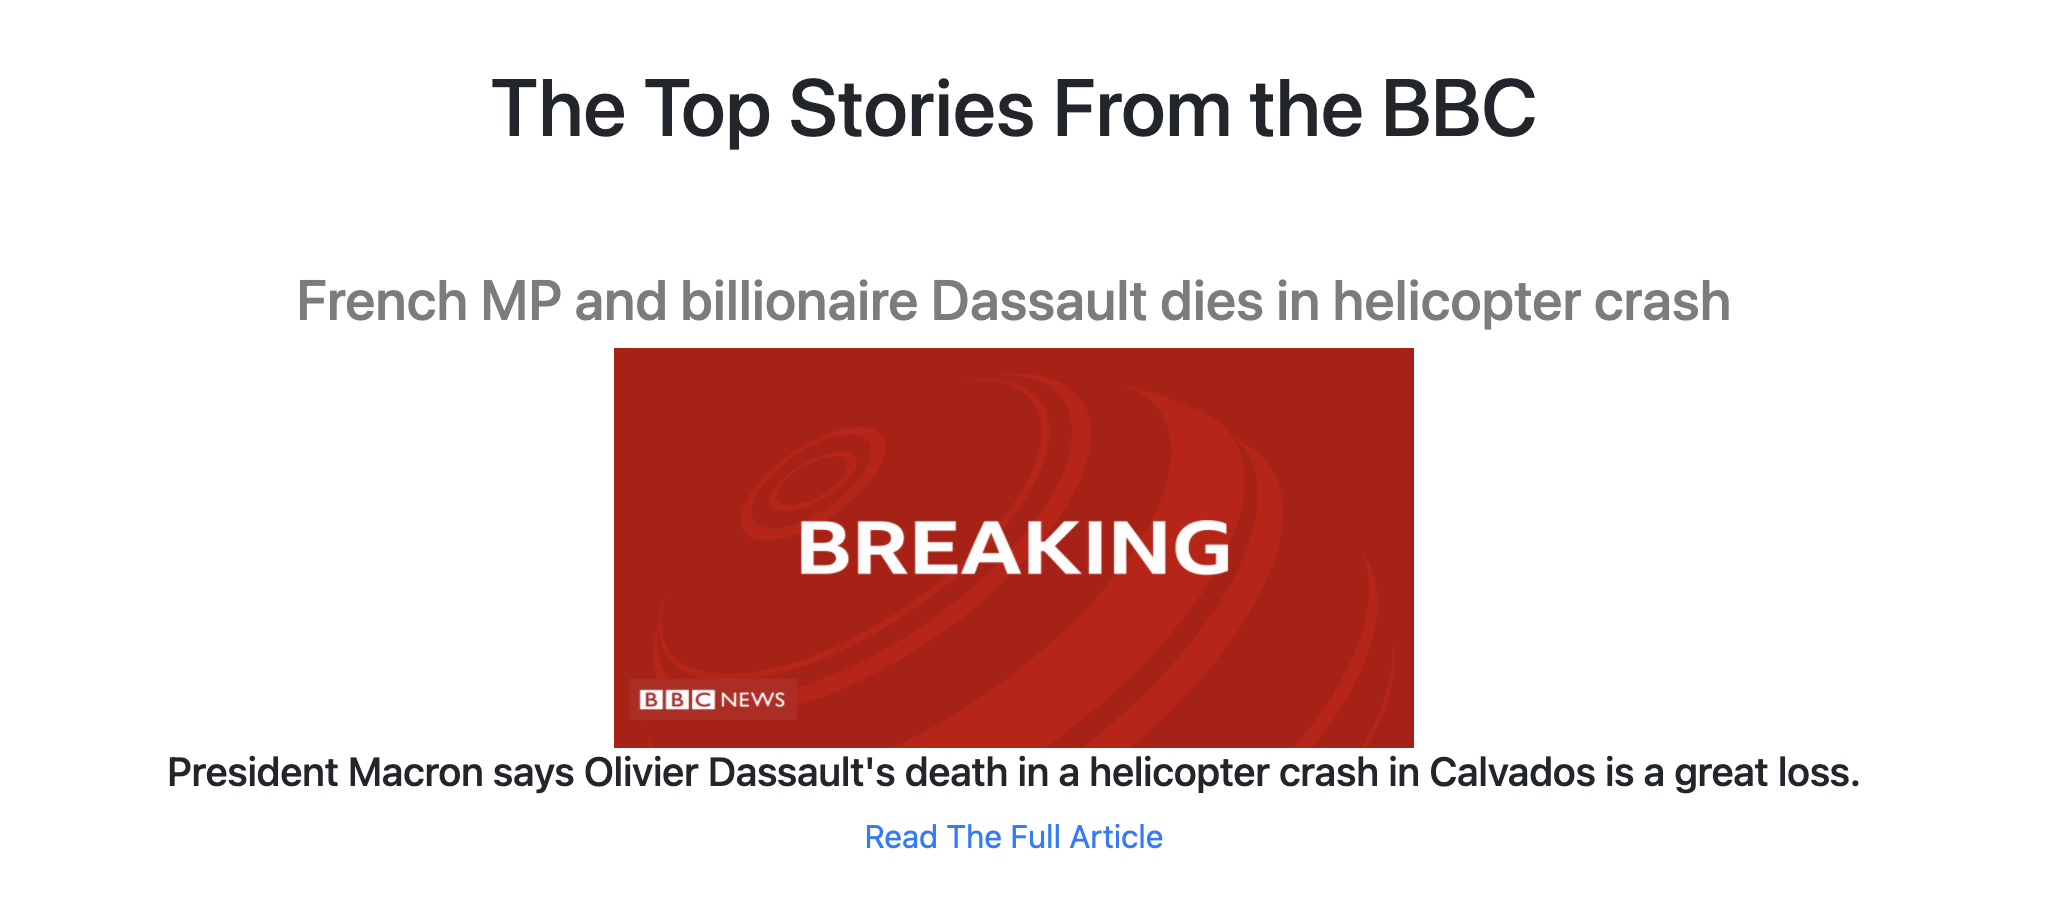 The Top Stories From the BBC
French MP and billionaire Dassault dies in helicopter crash
BREAKING
BBC NEWS
President Macron says Olivier Dassault's death in a helicopter crash in Calvados is a great loss.
Read The Full Article